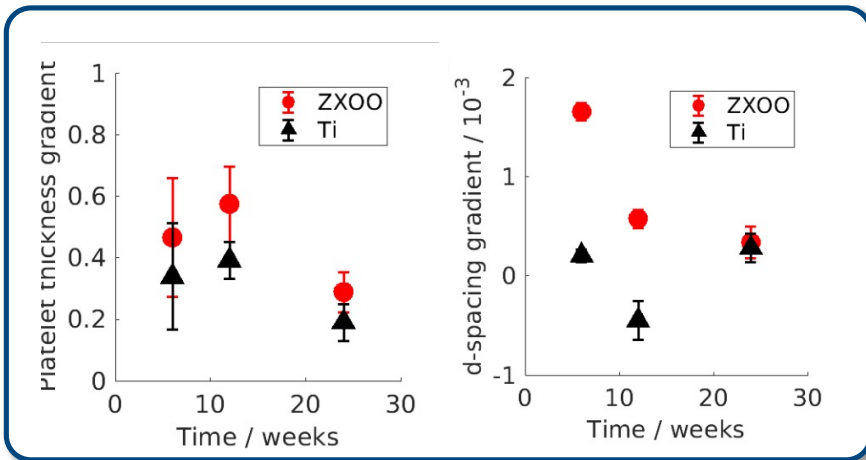 Platelet thickness gradient
1
0.8
0.6
0.4
0.2
0
0 10 20 30
Time / weeks
ZXOO
Ti
d-spacing gradient / 10⁻³
2
1
0
-1
0 10 20 30
Time / weeks
ZXOO
Ti